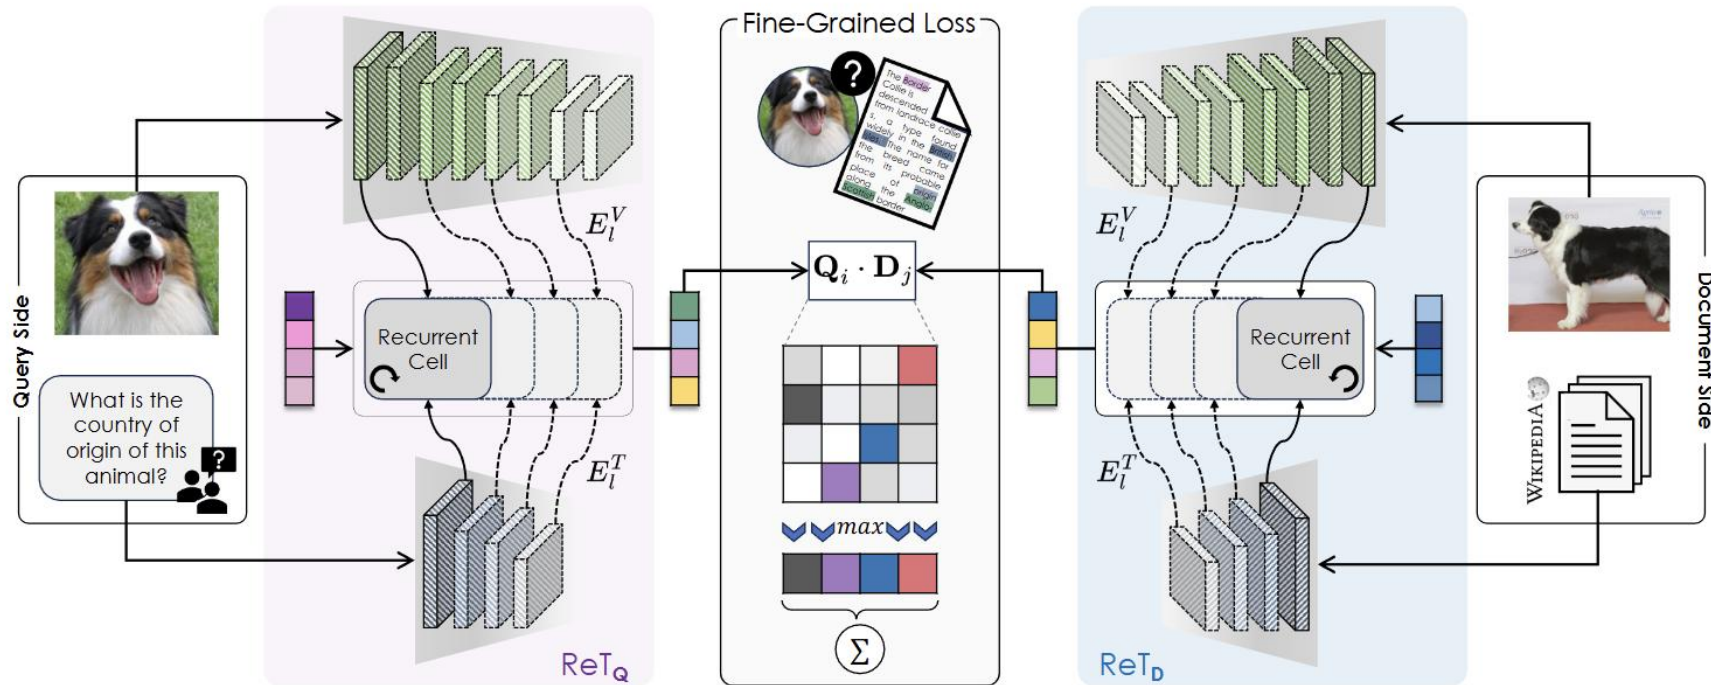 Fine-Grained Loss
Query Side
What is the
country of
origin of this
animal?
E_l^V
Recurrent
Cell
E_l^T
ReT_Q
The Border
Collie is
descended
from landrace collie
s, a type found
widely in the British
Isles. The name for
the breed came
from its probable
place of origin
along the Anglo-
Scottish border
Q_i · D_j
max
Σ
E_l^V
Recurrent
Cell
E_l^T
ReT_D
Document Side
WIKIPEDIA